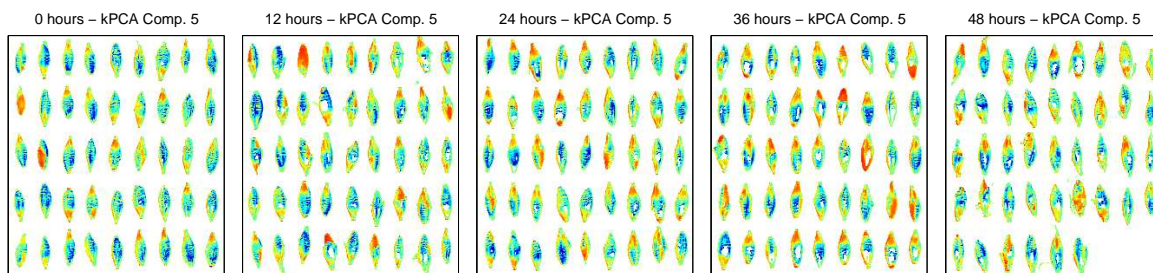 0 hours – kPCA Comp. 5
12 hours – kPCA Comp. 5
24 hours – kPCA Comp. 5
36 hours – kPCA Comp. 5
48 hours – kPCA Comp. 5